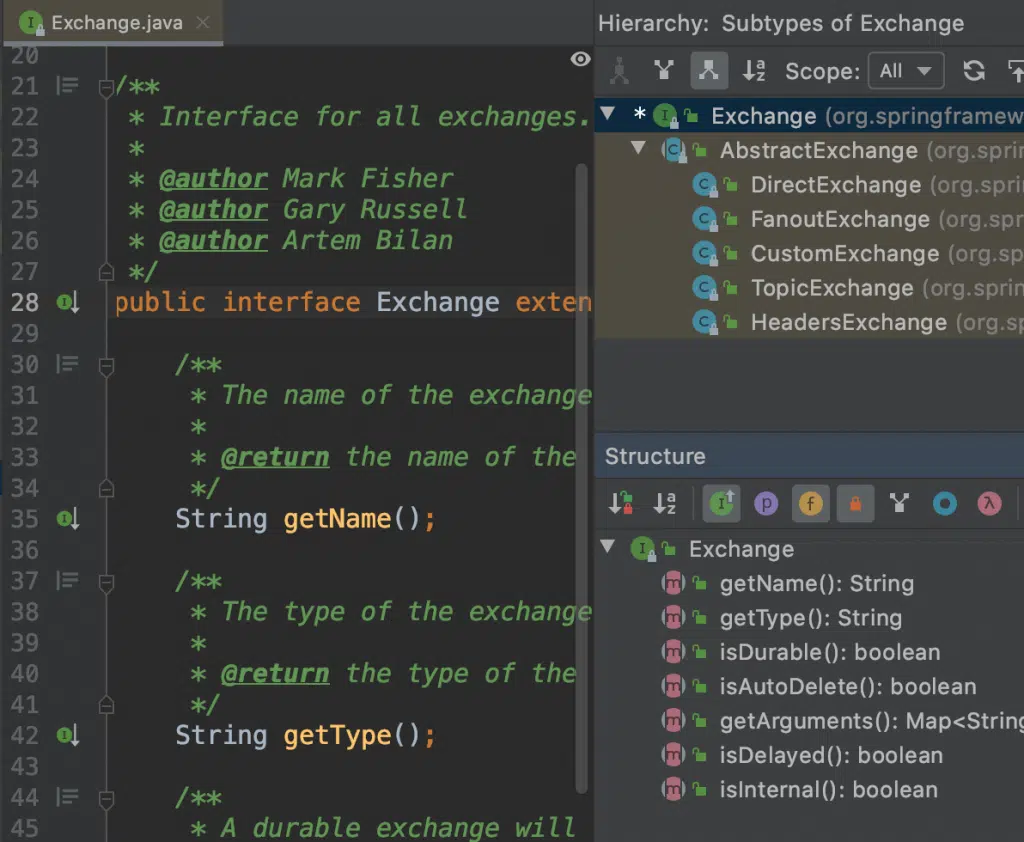 Exchange.java
20
21 /**
22 * Interface for all exchanges.
23 *
24 * @author Mark Fisher
25 * @author Gary Russell
26 * @author Artem Bilan
27 */
28 public interface Exchange exten
29
30 /**
31 * The name of the exchange
32 *
33 * @return the name of the
34 */
35 String getName();
36
37 /**
38 * The type of the exchange
39 *
40 * @return the type of the
41 */
42 String getType();
43
44 /**
45 * A durable exchange will
Hierarchy: Subtypes of Exchange
Scope: All
* Exchange (org.springframew
AbstractExchange (org.sprin
DirectExchange (org.sprin
FanoutExchange (org.spr
CustomExchange (org.sp
TopicExchange (org.sprin
HeadersExchange (org.s
Structure
Exchange
getName(): String
getType(): String
isDurable(): boolean
isAutoDelete(): boolean
getArguments(): Map<String
isDelayed(): boolean
isInternal(): boolean